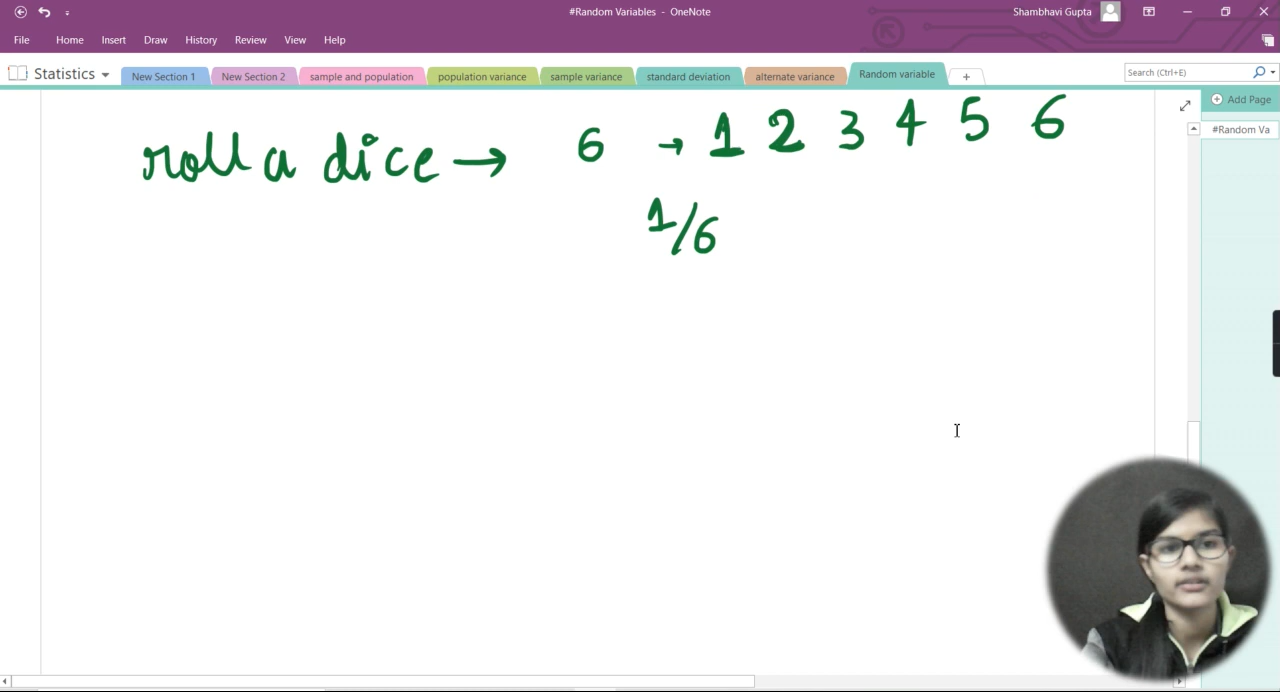 #Random Variables - OneNote
Shambhavi Gupta
File Home Insert Draw History Review View Help
Statistics
New Section 1
New Section 2
sample and population
population variance
sample variance
standard deviation
alternate variance
Random variable
+
Search (Ctrl+E)
Add Page
#Random Va
roll a dice → 6 → 1 2 3 4 5 6
1/6